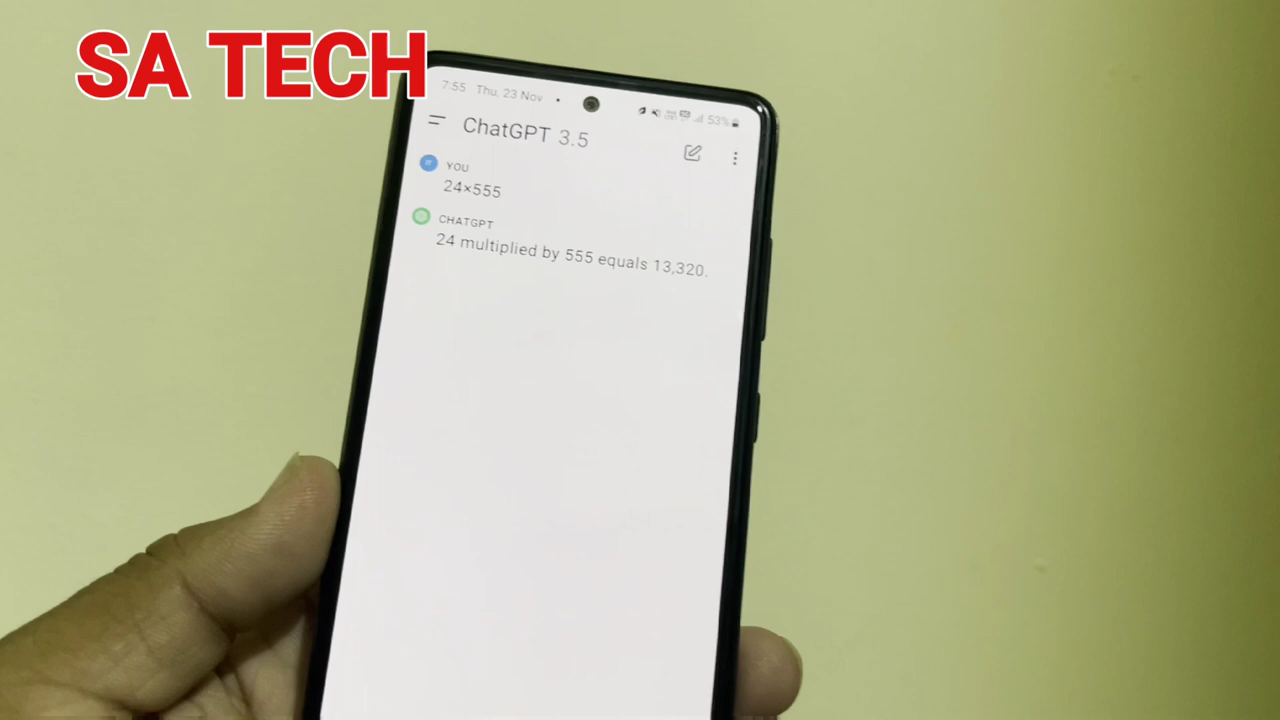 SA TECH
7:55 Thu, 23 Nov •
53%
ChatGPT 3.5
YOU
24×555
CHATGPT
24 multiplied by 555 equals 13,320.